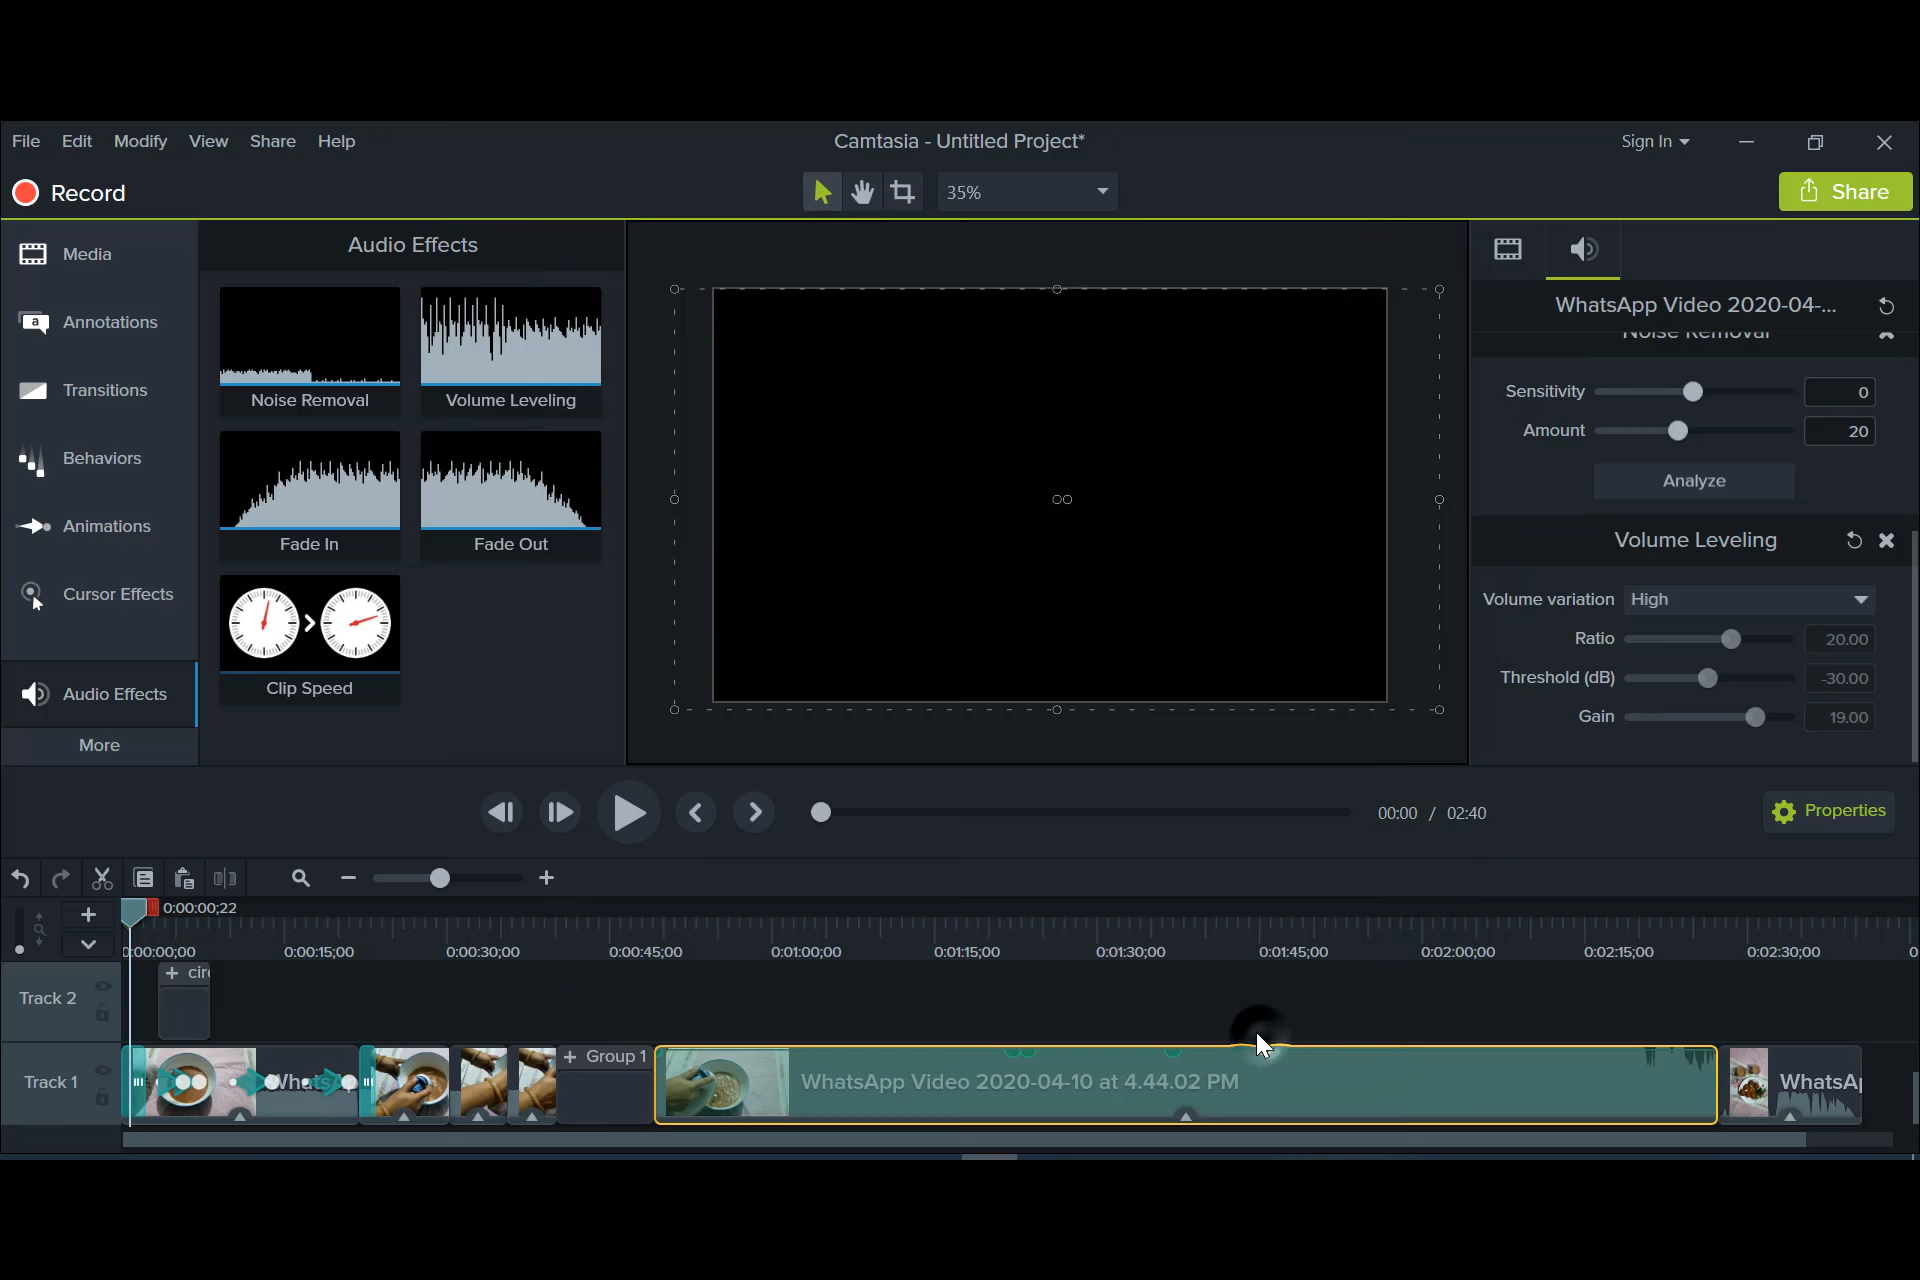 File Edit Modify View Share Help
Camtasia - Untitled Project*
Sign In
Record
35%
Share
Media
Annotations
Transitions
Behaviors
Animations
Cursor Effects
Audio Effects
More
Audio Effects
Noise Removal
Volume Leveling
Fade In
Fade Out
Clip Speed
WhatsApp Video 2020-04-...
Noise Removal
Sensitivity 0
Amount 20
Analyze
Volume Leveling
Volume variation High
Ratio 20.00
Threshold (dB) -30.00
Gain 19.00
00:00 / 02:40
Properties
0:00:00;22
0:00:00;00 0:00:15;00 0:00:30;00 0:00:45;00 0:01:00;00 0:01:15;00 0:01:30;00 0:01:45;00 0:02:00;00 0:02:15;00 0:02:30;00 0
Track 2
+ cir
Track 1
WhatsA
+ Group 1
WhatsApp Video 2020-04-10 at 4.44.02 PM
WhatsAp